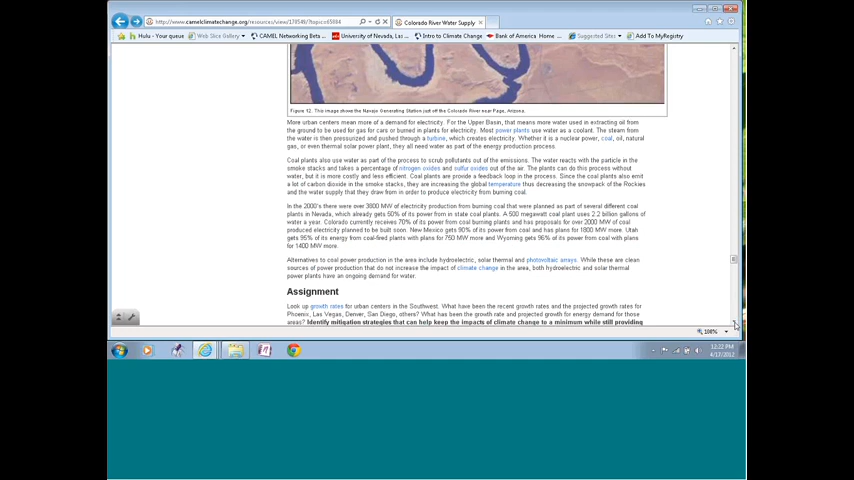 http://www.camelclimatechange.org/resources/view/170549/?topic=65084
Colorado River Water Supply
Hulu - Your queue Web Slice Gallery CAMEL Networking Beta ... University of Nevada, Las ... Intro to Climate Change Bank of America Home ... Suggested Sites Add To MyRegistry
Figure 12. This image shows the Navajo Generating Station just off the Colorado River near Page, Arizona.
More urban centers mean more of a demand for electricity. For the Upper Basin, that means more water used in extracting oil from
the ground to be used for gas for cars or burned in plants for electricity. Most power plants use water as a coolant. The steam from
the water is then pressurized and pushed through a turbine, which creates electricity. Whether it is a nuclear power, coal, oil, natural
gas, or even thermal solar power plant, they all need water as part of the energy production process.
Coal plants also use water as part of the process to scrub pollutants out of the emissions. The water reacts with the particle in the
smoke stacks and takes a percentage of nitrogen oxides and sulfur oxides out of the air. The plants can do this process without
water, but it is more costly and less efficient. Coal plants are provide a feedback loop in the process. Since the coal plants also emit
a lot of carbon dioxide in the smoke stacks, they are increasing the global temperature thus decreasing the snowpack of the Rockies
and the water supply that they draw from in order to produce electricity from burning coal.
In the 2000's there were over 3800 MW of electricity production from burning coal that were planned as part of several different coal
plants in Nevada, which already gets 50% of its power from in state coal plants. A 500 megawatt coal plant uses 2.2 billion gallons of
water a year. Colorado currently receives 70% of its power from coal burning plants and has proposals for over 2000 MW of coal
produced electricity planned to be built soon. New Mexico gets 90% of its power from coal and has plans for 1800 MW more. Utah
gets 95% of its energy from coal-fired plants with plans for 750 MW more and Wyoming gets 96% of its power from coal with plans
for 1400 MW more.
Alternatives to coal power production in the area include hydroelectric, solar thermal and photovoltaic arrays. While these are clean
sources of power production that do not increase the impact of climate change in the area, both hydroelectric and solar thermal
power plants have an ongoing demand for water.
Assignment
Look up growth rates for urban centers in the Southwest. What have been the recent growth rates and the projected growth rates for
Phoenix, Las Vegas, Denver, San Diego, others? What has been the growth rate and projected growth for energy demand for those
areas? Identify mitigation strategies that can help keep the impacts of climate change to a minimum while still providing
100%
12:22 PM
4/17/2012